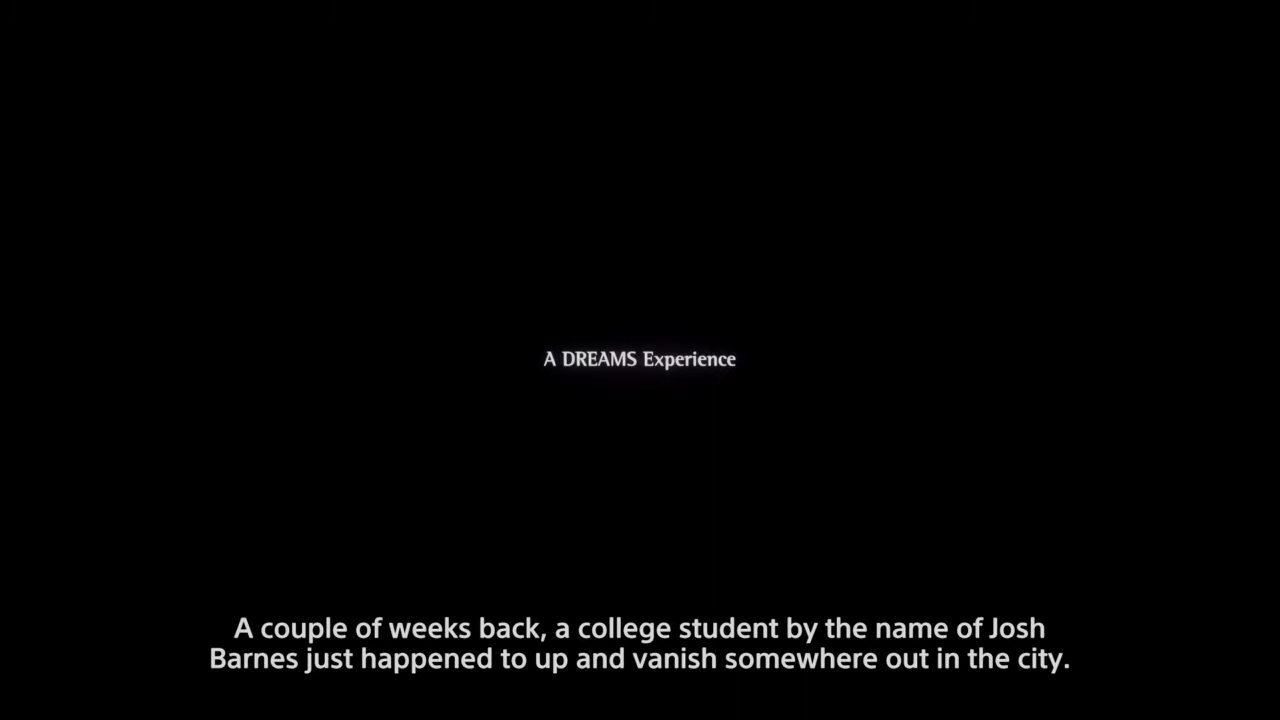 A DREAMS Experience
A couple of weeks back, a college student by the name of Josh
Barnes just happened to up and vanish somewhere out in the city.